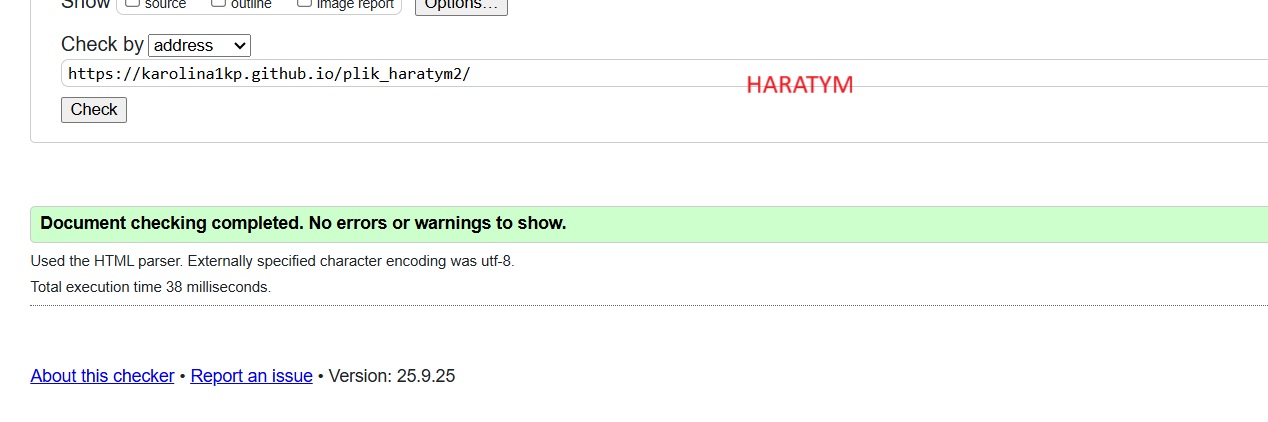 Show source outline image report Options...
Check by address
https://karolina1kp.github.io/plik_haratym2/
HARATYM
Check
Document checking completed. No errors or warnings to show.
Used the HTML parser. Externally specified character encoding was utf-8.
Total execution time 38 milliseconds.
About this checker • Report an issue • Version: 25.9.25